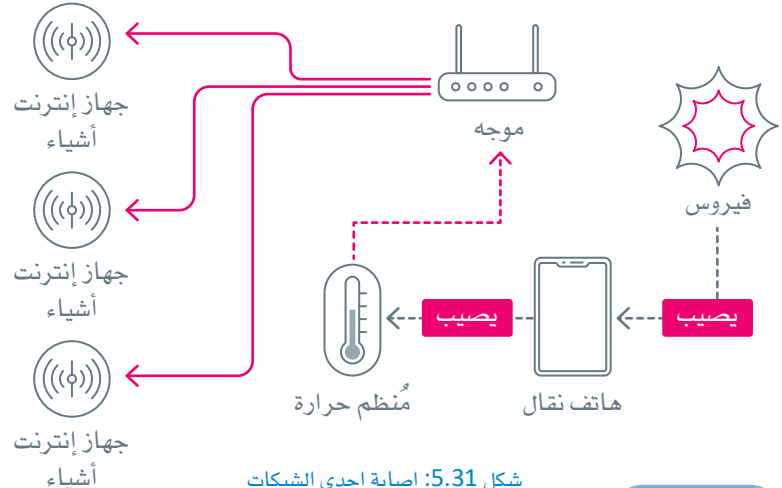 جهاز إنترنت
أشياء
موجه
فيروس
جهاز إنترنت
أشياء
يصيب
يصيب
هاتف نقال
مُنظم حرارة
جهاز إنترنت
أشياء
شكل 5.31: إصابة إحدى الشبكات